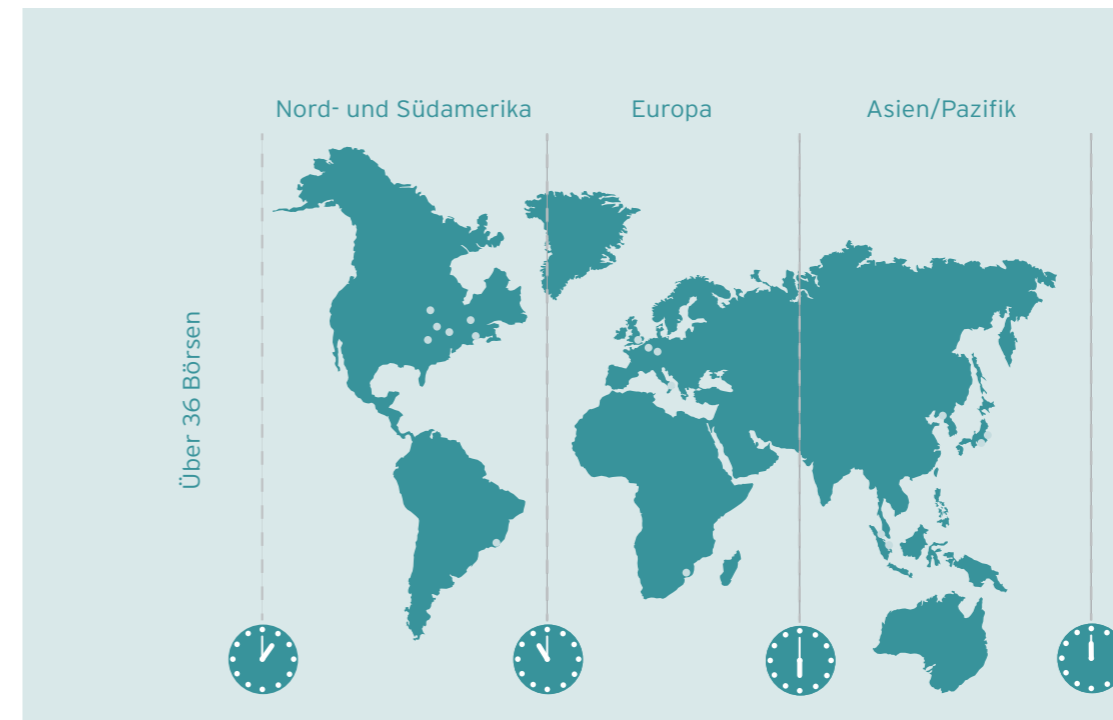 Nord- und Südamerika
Europa
Asien/Pazifik
Über 36 Börsen